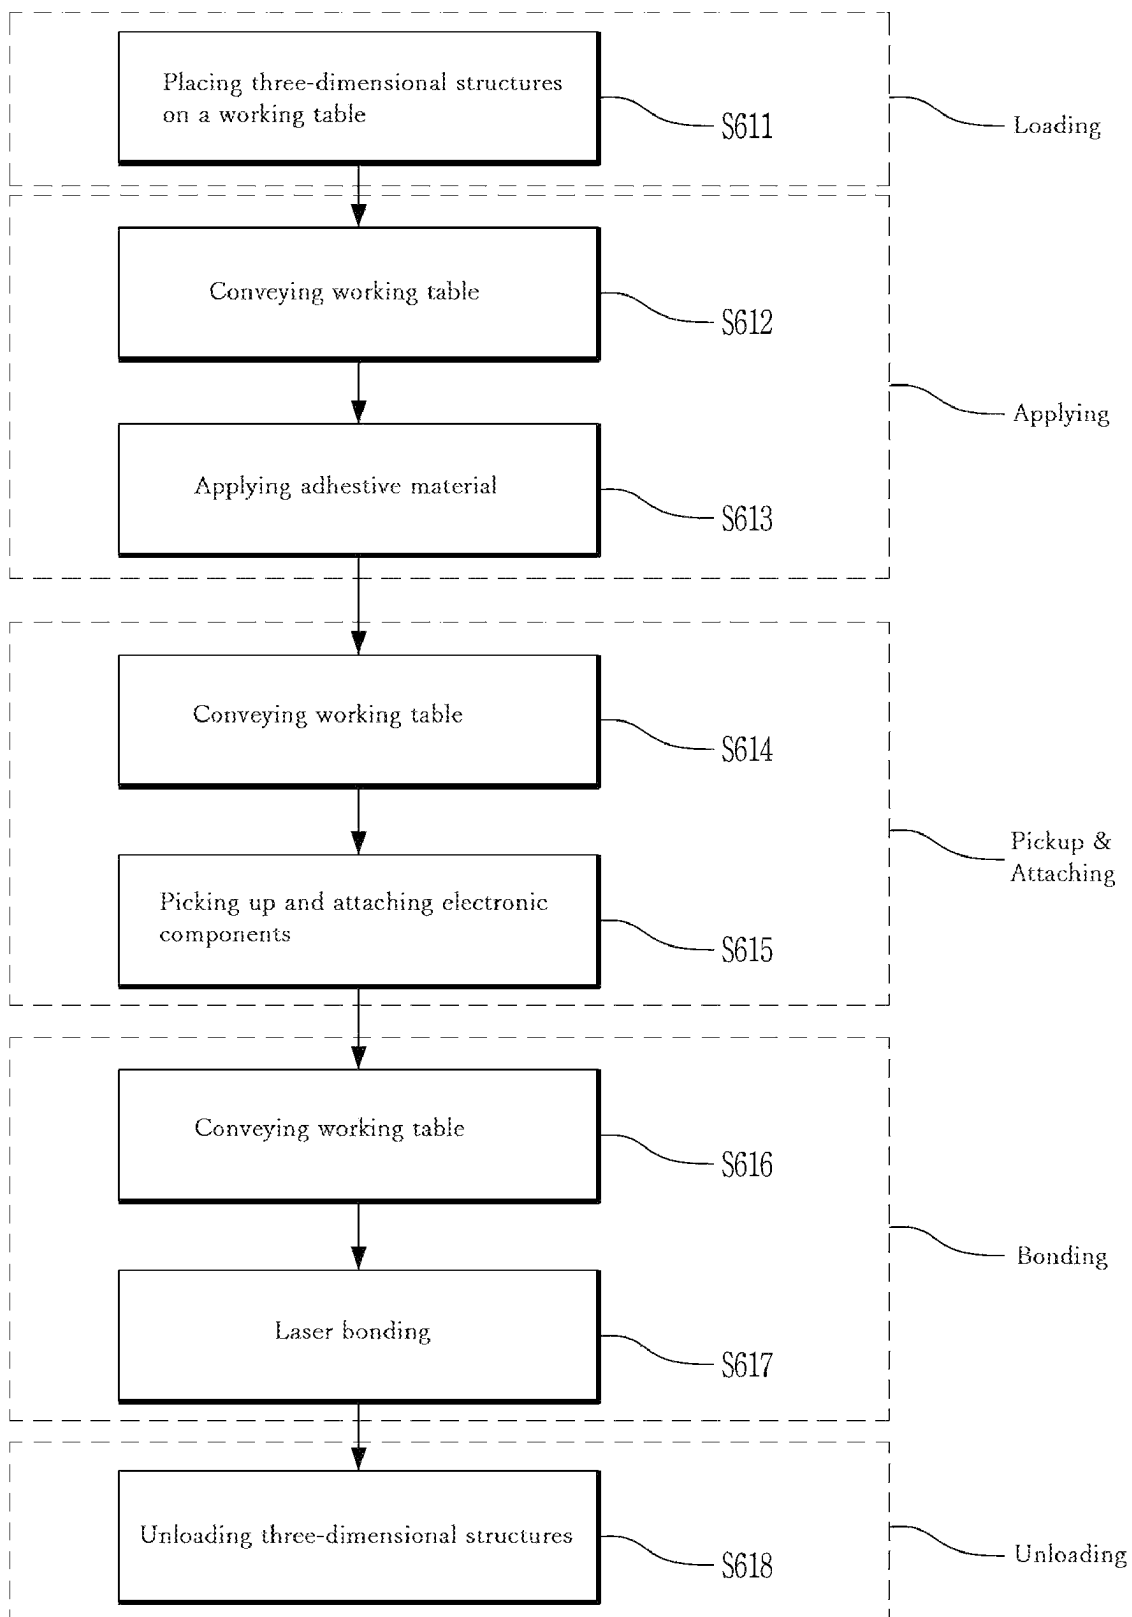 Placing three-dimensional structures
on a working table
S611
Loading
Conveying working table
S612
Applying
Applying adhestive material
S613
Conveying working table
S614
Pickup &
Attaching
Picking up and attaching electronic
components
S615
Conveying working table
S616
Bonding
Laser bonding
S617
Unloading three-dimensional structures
S618
Unloading